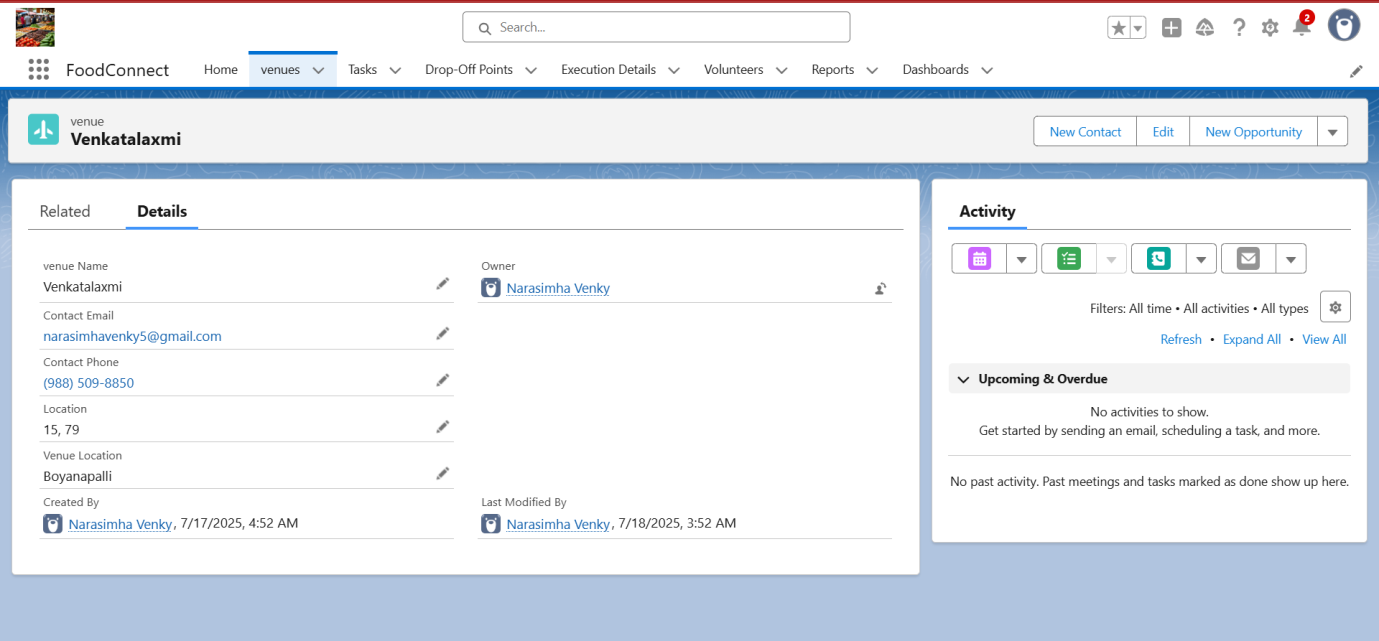 Search...
2
FoodConnect
Home
venues
Tasks
Drop-Off Points
Execution Details
Volunteers
Reports
Dashboards
venue
Venkatalaxmi
New Contact
Edit
New Opportunity
Related
Details
venue Name
Venkatalaxmi
Owner
Narasimha Venky
Contact Email
narasimhavenky5@gmail.com
Contact Phone
(988) 509-8850
Location
15, 79
Venue Location
Boyanapalli
Created By
Narasimha Venky, 7/17/2025, 4:52 AM
Last Modified By
Narasimha Venky, 7/18/2025, 3:52 AM
Activity
Filters: All time • All activities • All types
Refresh • Expand All • View All
Upcoming & Overdue
No activities to show.
Get started by sending an email, scheduling a task, and more.
No past activity. Past meetings and tasks marked as done show up here.